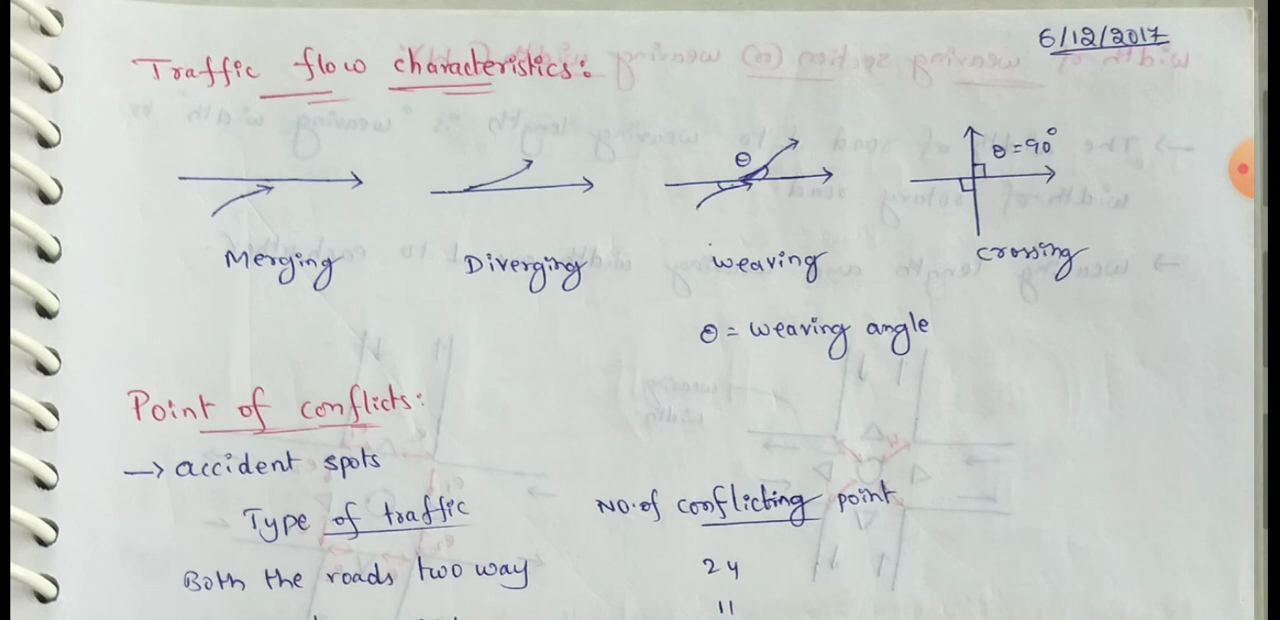 6/12/2017
Traffic flow characteristics:
θ
θ = 90°
Merging
Diverging
weaving
crossing
θ = weaving angle
Point of conflicts:
→ accident spots
Type of traffic
NO. of conflicting point
Both the roads two way
24
11